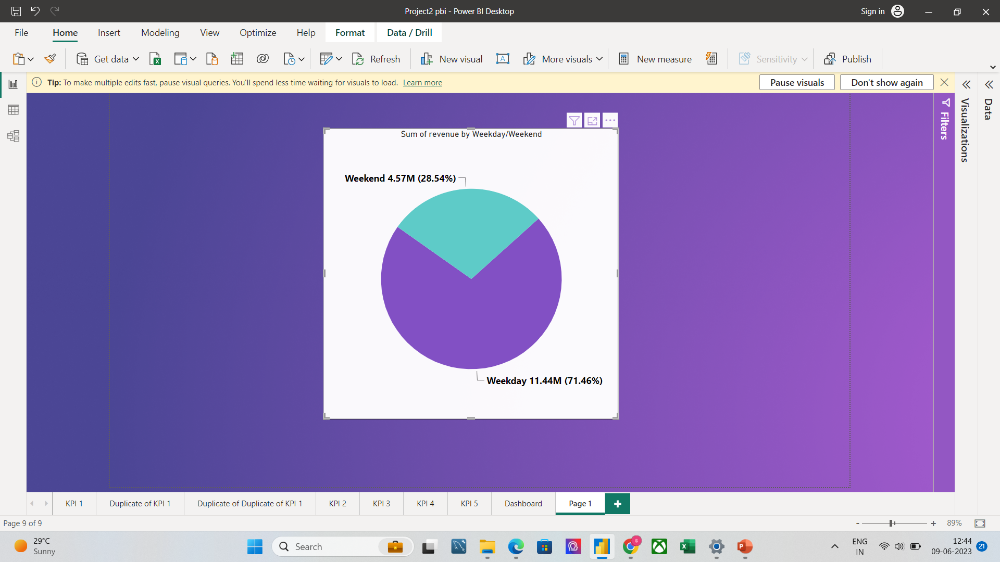 Project2 pbi - Power BI Desktop
Sign in
File Home Insert Modeling View Optimize Help Format Data / Drill
Get data Refresh New visual A More visuals New measure Sensitivity Publish
Tip: To make multiple edits fast, pause visual queries. You'll spend less time waiting for visuals to load. Learn more
Pause visuals
Don't show again
Filters
Visualizations
Data
Sum of revenue by Weekday/Weekend
Weekend 4.57M (28.54%)
Weekday 11.44M (71.46%)
KPI 1 Duplicate of KPI 1 Duplicate of Duplicate of KPI 1 KPI 2 KPI 3 KPI 4 KPI 5 Dashboard Page 1
Page 9 of 9
- + 89%
29°C
Sunny
Search
ENG
IN
12:44
09-06-2023
21